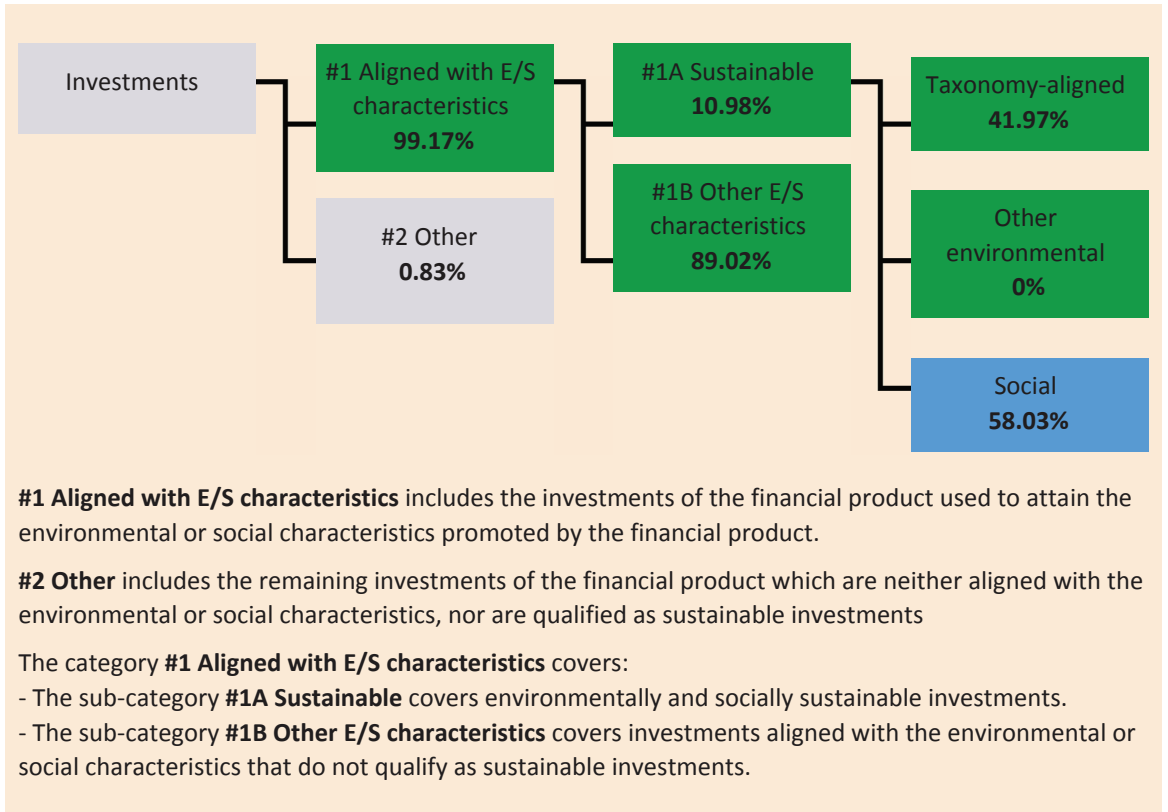 Investments
#1 Aligned with E/S
characteristics
99.17%
#2 Other
0.83%
#1A Sustainable
10.98%
#1B Other E/S
characteristics
89.02%
Taxonomy-aligned
41.97%
Other
environmental
0%
Social
58.03%
#1 Aligned with E/S characteristics includes the investments of the financial product used to attain the
environmental or social characteristics promoted by the financial product.
#2 Other includes the remaining investments of the financial product which are neither aligned with the
environmental or social characteristics, nor are qualified as sustainable investments
The category #1 Aligned with E/S characteristics covers:
- The sub-category #1A Sustainable covers environmentally and socially sustainable investments.
- The sub-category #1B Other E/S characteristics covers investments aligned with the environmental or
social characteristics that do not qualify as sustainable investments.